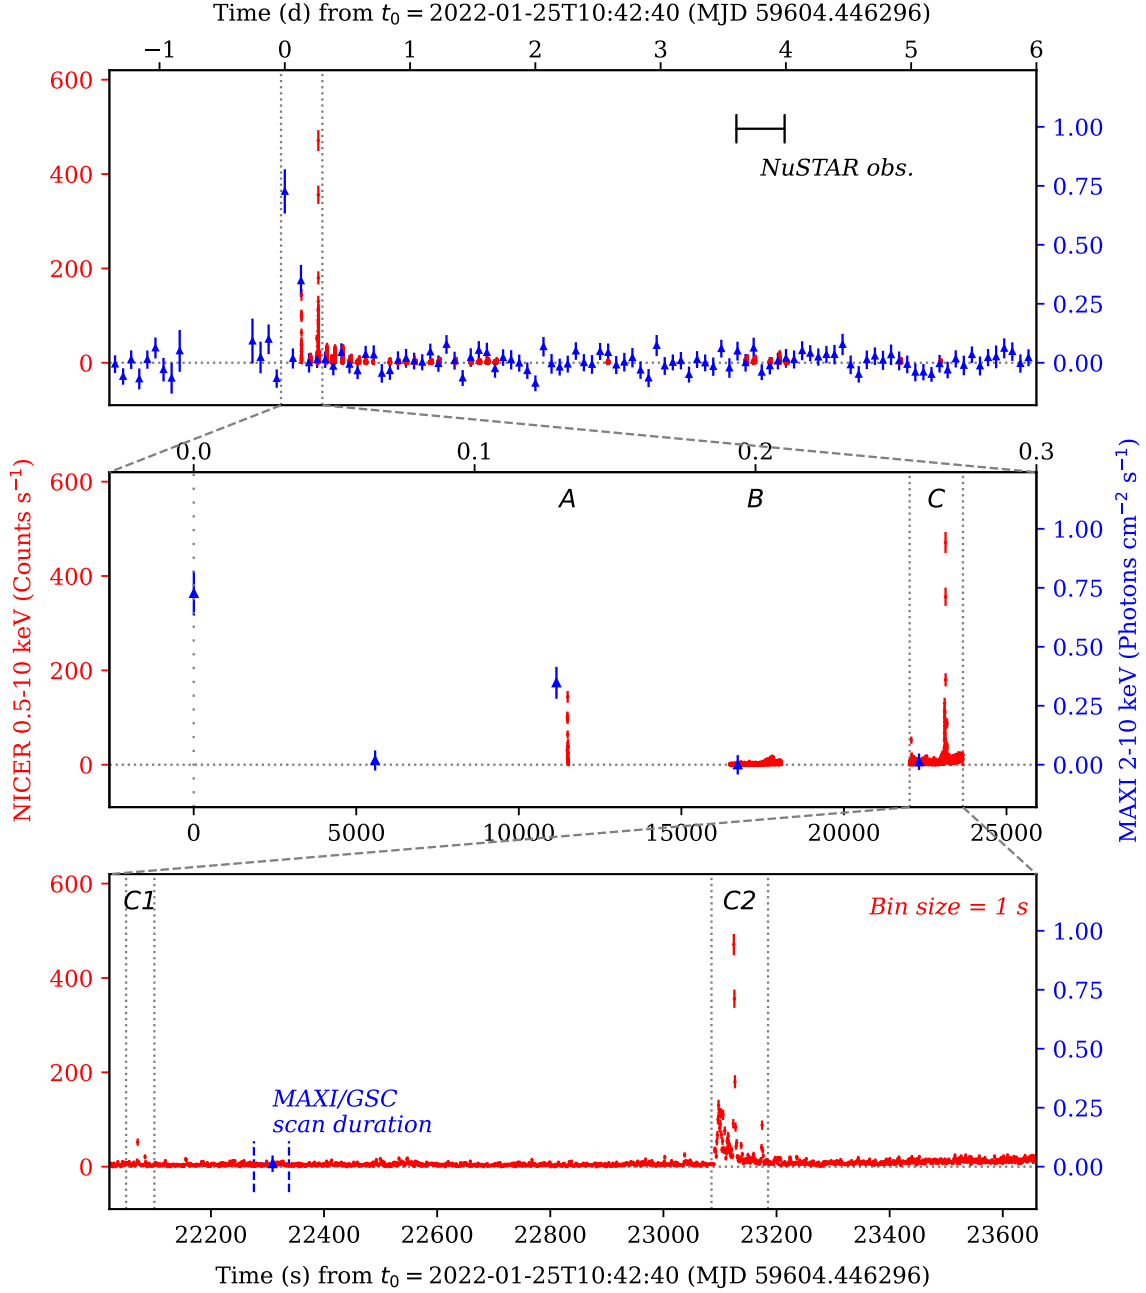 Time (d) from t₀ = 2022-01-25T10:42:40 (MJD 59604.446296)
−1 0 1 2 3 4 5 6
600
400
200
0
1.00
0.75
0.50
0.25
0.00
NuSTAR obs.
0.0 0.1 0.2 0.3
NICER 0.5-10 keV (Counts s⁻¹)
600
400
200
0
A B C
1.00
0.75
0.50
0.25
0.00
MAXI 2-10 keV (Photons cm⁻² s⁻¹)
0 5000 10000 15000 20000 25000
600
400
200
0
C1 C2
Bin size = 1 s
MAXI/GSC
scan duration
1.00
0.75
0.50
0.25
0.00
22200 22400 22600 22800 23000 23200 23400 23600
Time (s) from t₀ = 2022-01-25T10:42:40 (MJD 59604.446296)